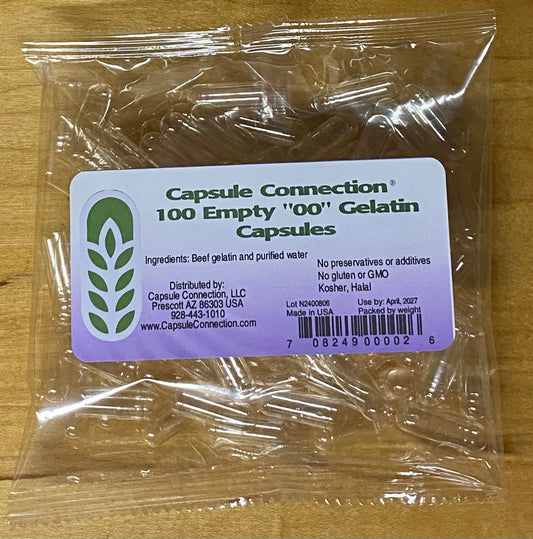 Capsule Connection®
100 Empty "00" Gelatin
Capsules
Ingredients: Beef gelatin and purified water
No preservatives or additives
No gluten or GMO
Kosher, Halal
Distributed by:
Capsule Connection, LLC
Prescott AZ 86303 USA
928-443-1010
www.CapsuleConnection.com
Lot N2400806 Use by: April, 2027
Made in USA Packed by weight
7 08249 00002 6